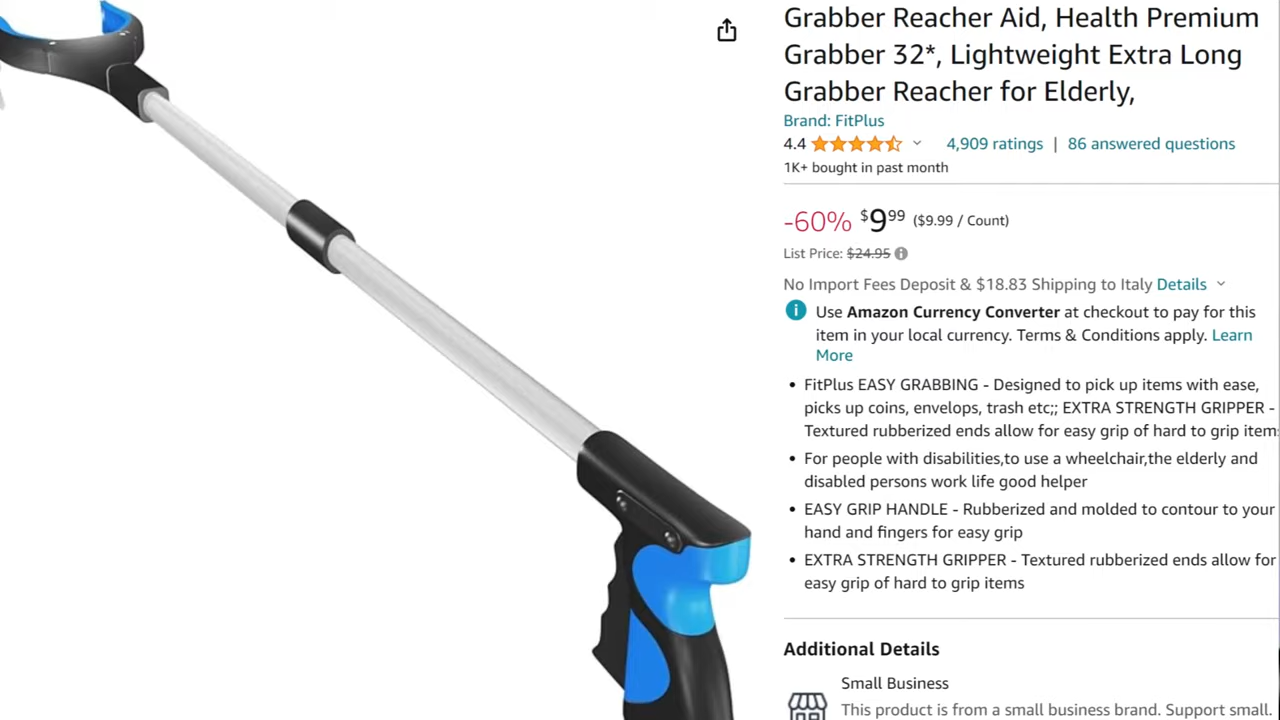 Grabber Reacher Aid, Health Premium
Grabber 32*, Lightweight Extra Long
Grabber Reacher for Elderly,
Brand: FitPlus
4.4 4,909 ratings | 86 answered questions
1K+ bought in past month
-60% $9.99 ($9.99 / Count)
List Price: $24.95
No Import Fees Deposit & $18.83 Shipping to Italy Details
Use Amazon Currency Converter at checkout to pay for this
item in your local currency. Terms & Conditions apply. Learn
More
• FitPlus EASY GRABBING - Designed to pick up items with ease,
picks up coins, envelops, trash etc;; EXTRA STRENGTH GRIPPER -
Textured rubberized ends allow for easy grip of hard to grip item
• For people with disabilities,to use a wheelchair,the elderly and
disabled persons work life good helper
• EASY GRIP HANDLE - Rubberized and molded to contour to your
hand and fingers for easy grip
• EXTRA STRENGTH GRIPPER - Textured rubberized ends allow for
easy grip of hard to grip items
Additional Details
Small Business
This product is from a small business brand. Support small.